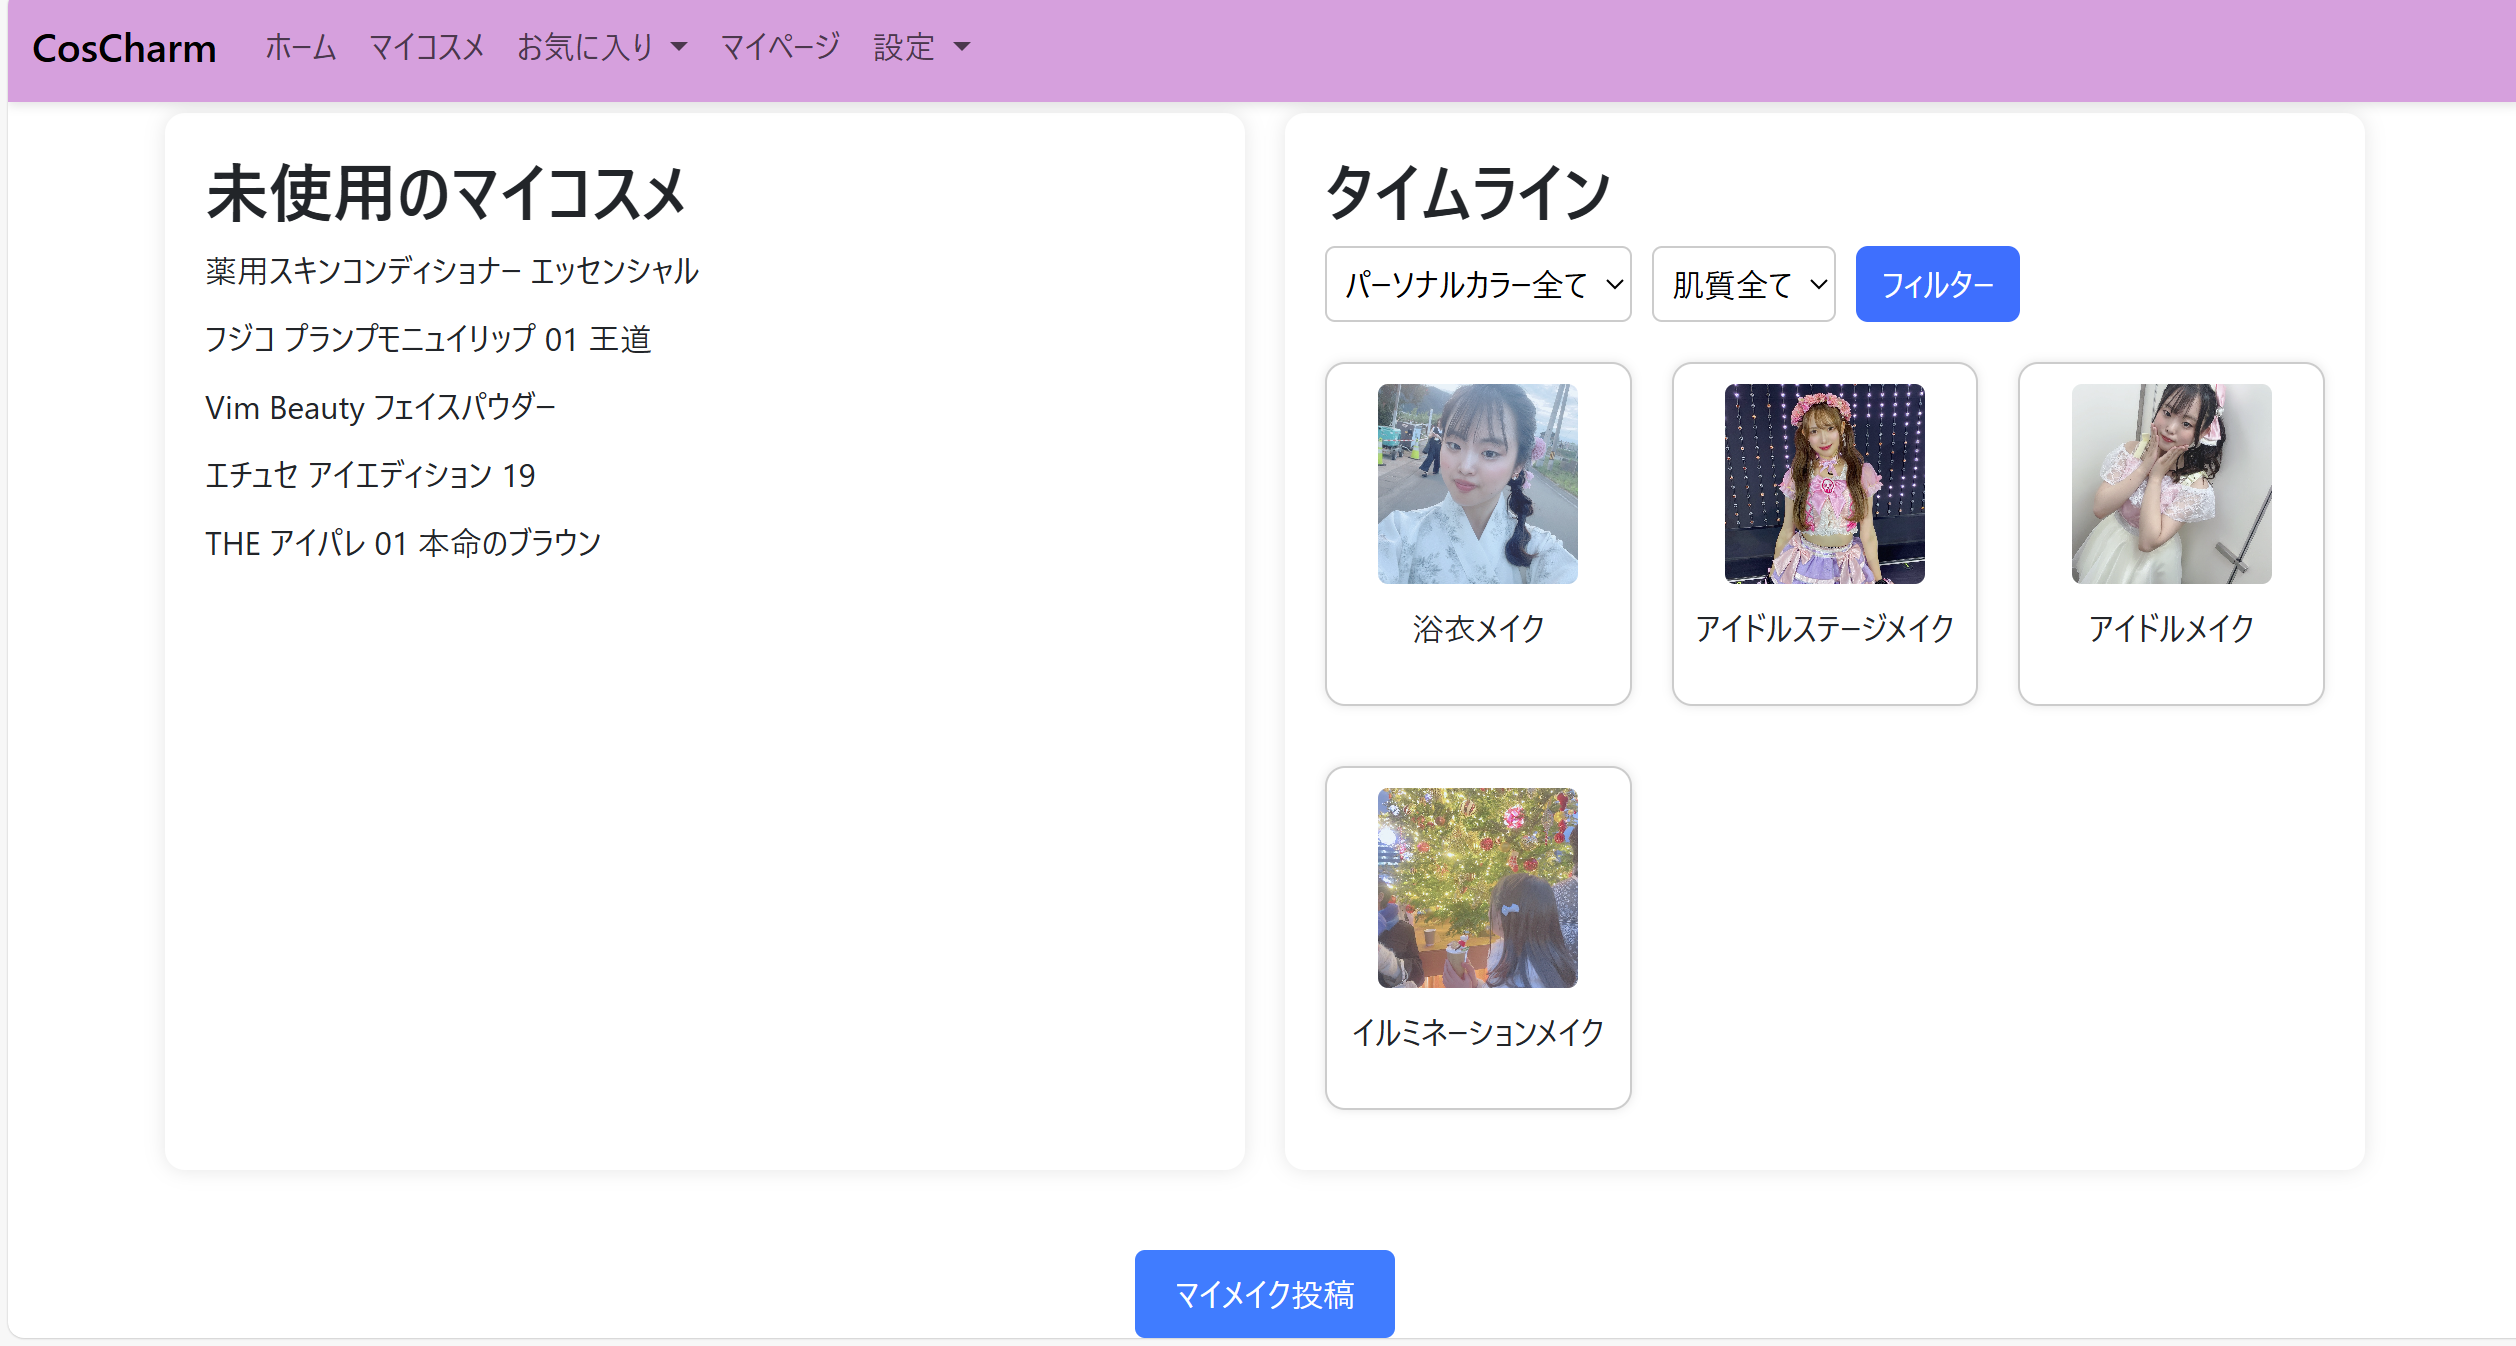 CosCharm ホーム マイコスメ お気に入り マイページ 設定
未使用のマイコスメ
薬用スキンコンディショナー エッセンシャル
フジコ プランプモニュイリップ 01 王道
Vim Beauty フェイスパウダー
エチュセ アイエディション 19
THE アイパレ 01 本命のブラウン
タイムライン
パーソナルカラー全て 肌質全て フィルター
浴衣メイク アイドルステージメイク アイドルメイク
イルミネーションメイク
マイメイク投稿